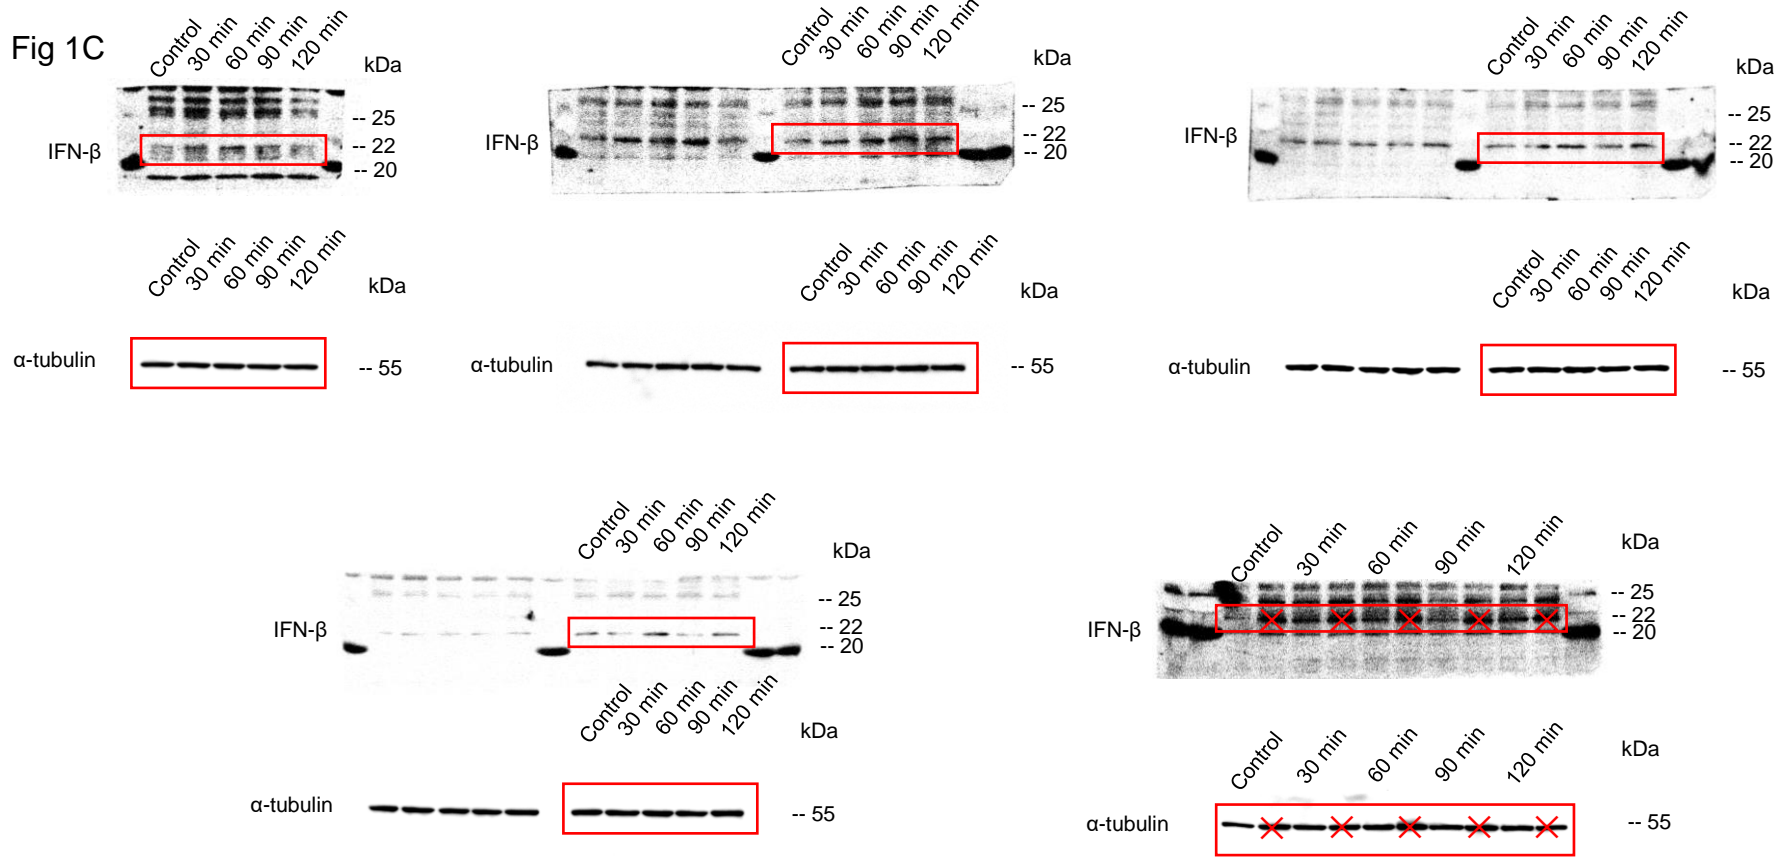 Fig 1C
Control 30 min 60 min 90 min 120 min kDa
IFN-β
-- 25
-- 22
-- 20
Control 30 min 60 min 90 min 120 min kDa
IFN-β
-- 25
-- 22
-- 20
Control 30 min 60 min 90 min 120 min kDa
IFN-β
-- 25
-- 22
-- 20
Control 30 min 60 min 90 min 120 min kDa
α-tubulin -- 55
Control 30 min 60 min 90 min 120 min kDa
α-tubulin -- 55
Control 30 min 60 min 90 min 120 min kDa
α-tubulin -- 55
Control 30 min 60 min 90 min 120 min kDa
IFN-β
-- 25
-- 22
-- 20
Control 30 min 60 min 90 min 120 min kDa
IFN-β
-- 25
-- 22
-- 20
Control 30 min 60 min 90 min 120 min kDa
α-tubulin -- 55
Control 30 min 60 min 90 min 120 min kDa
α-tubulin -- 55